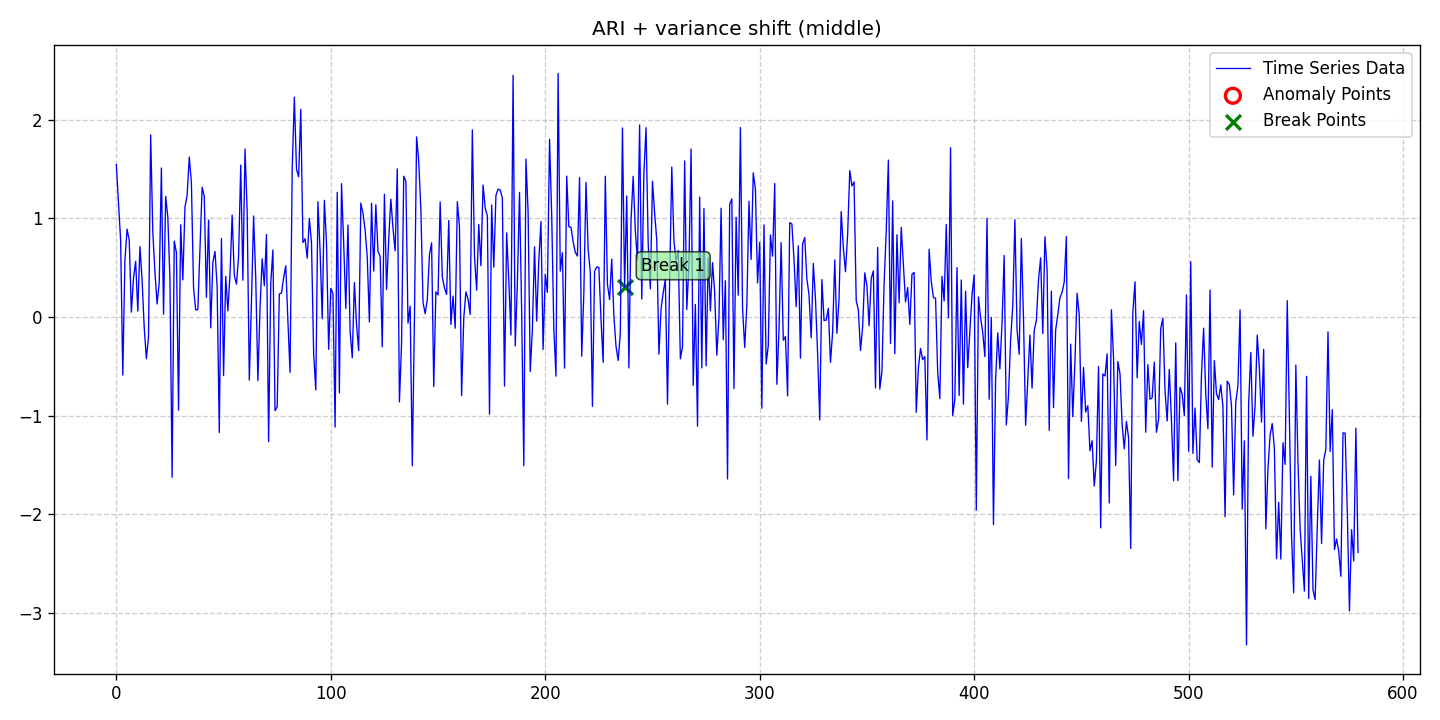 ARI + variance shift (middle)
Time Series Data
Anomaly Points
Break Points
Break 1
2
1
0
−1
−2
−3
0
100
200
300
400
500
600